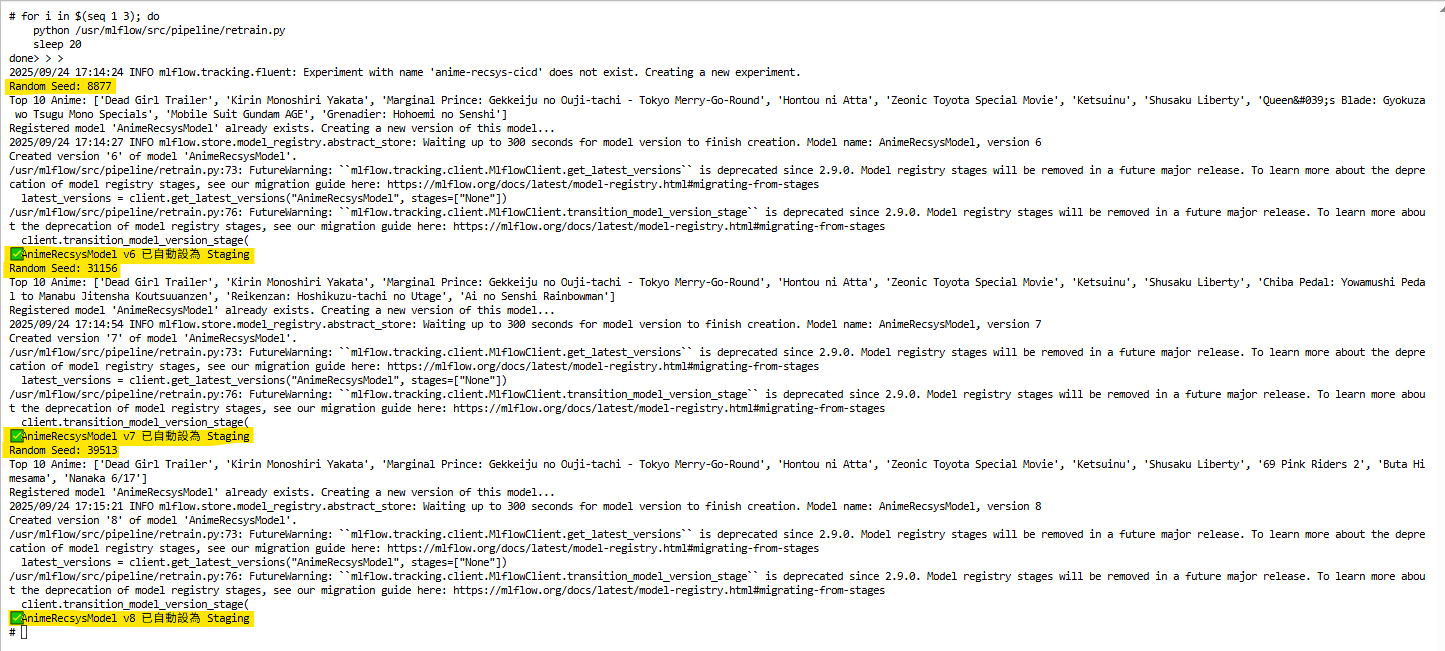 # for i in $(seq 1 3); do
    python /usr/mlflow/src/pipeline/retrain.py
    sleep 20
done> > >
2025/09/24 17:14:24 INFO mlflow.tracking.fluent: Experiment with name 'anime-recsys-cicd' does not exist. Creating a new experiment.
Random Seed: 8877
Top 10 Anime: ['Dead Girl Trailer', 'Kirin Monoshiri Yakata', 'Marginal Prince: Gekkeiju no Ouji-tachi - Tokyo Merry-Go-Round', 'Hontou ni Atta', 'Zeonic Toyota Special Movie', 'Ketsuinu', 'Shusaku Liberty', 'Queen&#039;s Blade: Gyokuza
 wo Tsugu Mono Specials', 'Mobile Suit Gundam AGE', 'Grenadier: Hohoemi no Senshi']
Registered model 'AnimeRecsysModel' already exists. Creating a new version of this model...
2025/09/24 17:14:27 INFO mlflow.store.model_registry.abstract_store: Waiting up to 300 seconds for model version to finish creation. Model name: AnimeRecsysModel, version 6
Created version '6' of model 'AnimeRecsysModel'.
/usr/mlflow/src/pipeline/retrain.py:73: FutureWarning: ``mlflow.tracking.client.MlflowClient.get_latest_versions`` is deprecated since 2.9.0. Model registry stages will be removed in a future major release. To learn more about the depre
cation of model registry stages, see our migration guide here: https://mlflow.org/docs/latest/model-registry.html#migrating-from-stages
  latest_versions = client.get_latest_versions("AnimeRecsysModel", stages=["None"])
/usr/mlflow/src/pipeline/retrain.py:76: FutureWarning: ``mlflow.tracking.client.MlflowClient.transition_model_version_stage`` is deprecated since 2.9.0. Model registry stages will be removed in a future major release. To learn more abou
t the deprecation of model registry stages, see our migration guide here: https://mlflow.org/docs/latest/model-registry.html#migrating-from-stages
  client.transition_model_version_stage(
✅AnimeRecsysModel v6 已自動設為 Staging
Random Seed: 31156
Top 10 Anime: ['Dead Girl Trailer', 'Kirin Monoshiri Yakata', 'Marginal Prince: Gekkeiju no Ouji-tachi - Tokyo Merry-Go-Round', 'Hontou ni Atta', 'Zeonic Toyota Special Movie', 'Ketsuinu', 'Shusaku Liberty', 'Chiba Pedal: Yowamushi Peda
l to Manabu Jitensha Koutsuuanzen', 'Reikenzan: Hoshikuzu-tachi no Utage', 'Ai no Senshi Rainbowman']
Registered model 'AnimeRecsysModel' already exists. Creating a new version of this model...
2025/09/24 17:14:54 INFO mlflow.store.model_registry.abstract_store: Waiting up to 300 seconds for model version to finish creation. Model name: AnimeRecsysModel, version 7
Created version '7' of model 'AnimeRecsysModel'.
/usr/mlflow/src/pipeline/retrain.py:73: FutureWarning: ``mlflow.tracking.client.MlflowClient.get_latest_versions`` is deprecated since 2.9.0. Model registry stages will be removed in a future major release. To learn more about the depre
cation of model registry stages, see our migration guide here: https://mlflow.org/docs/latest/model-registry.html#migrating-from-stages
  latest_versions = client.get_latest_versions("AnimeRecsysModel", stages=["None"])
/usr/mlflow/src/pipeline/retrain.py:76: FutureWarning: ``mlflow.tracking.client.MlflowClient.transition_model_version_stage`` is deprecated since 2.9.0. Model registry stages will be removed in a future major release. To learn more abou
t the deprecation of model registry stages, see our migration guide here: https://mlflow.org/docs/latest/model-registry.html#migrating-from-stages
  client.transition_model_version_stage(
✅AnimeRecsysModel v7 已自動設為 Staging
Random Seed: 39513
Top 10 Anime: ['Dead Girl Trailer', 'Kirin Monoshiri Yakata', 'Marginal Prince: Gekkeiju no Ouji-tachi - Tokyo Merry-Go-Round', 'Hontou ni Atta', 'Zeonic Toyota Special Movie', 'Ketsuinu', 'Shusaku Liberty', '69 Pink Riders 2', 'Buta Hi
mesama', 'Nanaka 6/17']
Registered model 'AnimeRecsysModel' already exists. Creating a new version of this model...
2025/09/24 17:15:21 INFO mlflow.store.model_registry.abstract_store: Waiting up to 300 seconds for model version to finish creation. Model name: AnimeRecsysModel, version 8
Created version '8' of model 'AnimeRecsysModel'.
/usr/mlflow/src/pipeline/retrain.py:73: FutureWarning: ``mlflow.tracking.client.MlflowClient.get_latest_versions`` is deprecated since 2.9.0. Model registry stages will be removed in a future major release. To learn more about the depre
cation of model registry stages, see our migration guide here: https://mlflow.org/docs/latest/model-registry.html#migrating-from-stages
  latest_versions = client.get_latest_versions("AnimeRecsysModel", stages=["None"])
/usr/mlflow/src/pipeline/retrain.py:76: FutureWarning: ``mlflow.tracking.client.MlflowClient.transition_model_version_stage`` is deprecated since 2.9.0. Model registry stages will be removed in a future major release. To learn more abou
t the deprecation of model registry stages, see our migration guide here: https://mlflow.org/docs/latest/model-registry.html#migrating-from-stages
  client.transition_model_version_stage(
✅AnimeRecsysModel v8 已自動設為 Staging
#